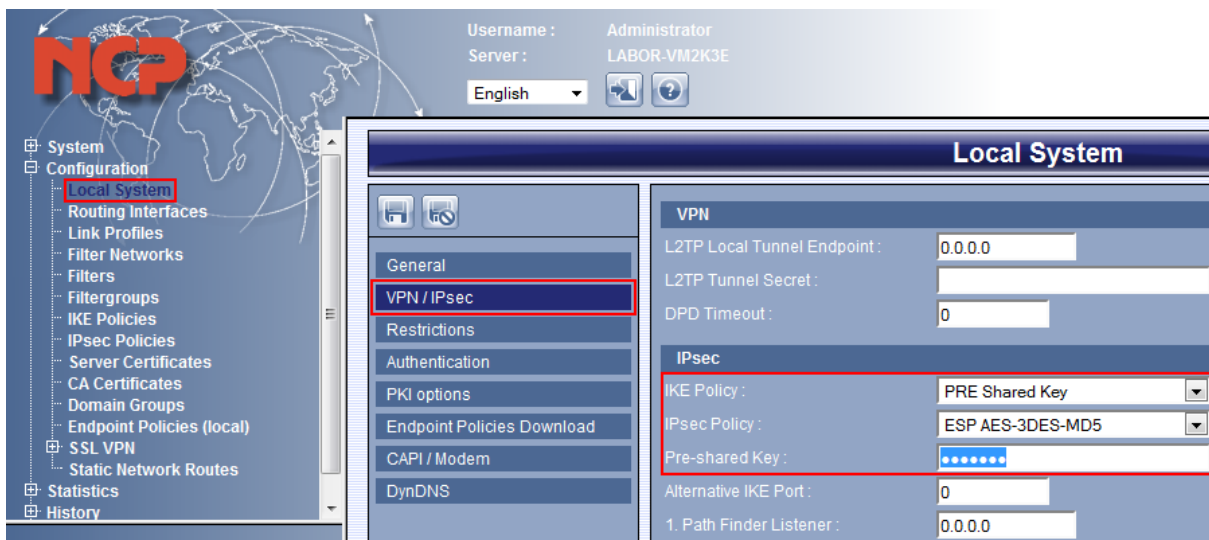 NCP
Username : Administrator
Server : LABOR-VM2K3E
English
System
Configuration
Local System
Routing Interfaces
Link Profiles
Filter Networks
Filters
Filtergroups
IKE Policies
IPsec Policies
Server Certificates
CA Certificates
Domain Groups
Endpoint Policies (local)
SSL VPN
Static Network Routes
Statistics
History
Local System
General
VPN / IPsec
Restrictions
Authentication
PKI options
Endpoint Policies Download
CAPI / Modem
DynDNS
VPN
L2TP Local Tunnel Endpoint : 0.0.0.0
L2TP Tunnel Secret :
DPD Timeout : 0
IPsec
IKE Policy : PRE Shared Key
IPsec Policy : ESP AES-3DES-MD5
Pre-shared Key : •••••••
Alternative IKE Port : 0
1. Path Finder Listener : 0.0.0.0